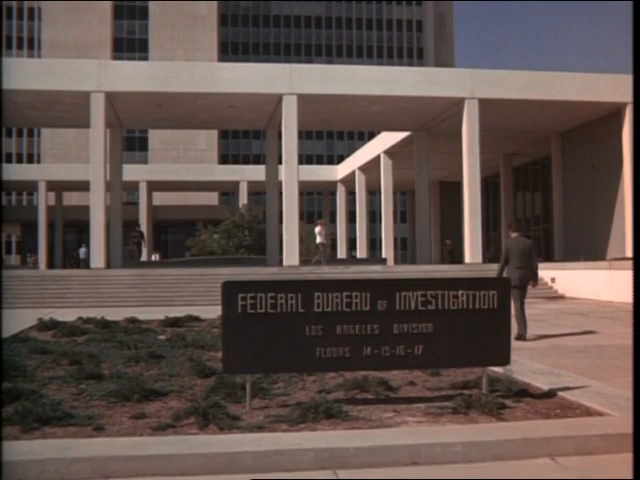 FEDERAL BUREAU OF INVESTIGATION
LOS ANGELES DIVISION
FLOORS 14-15-16-17